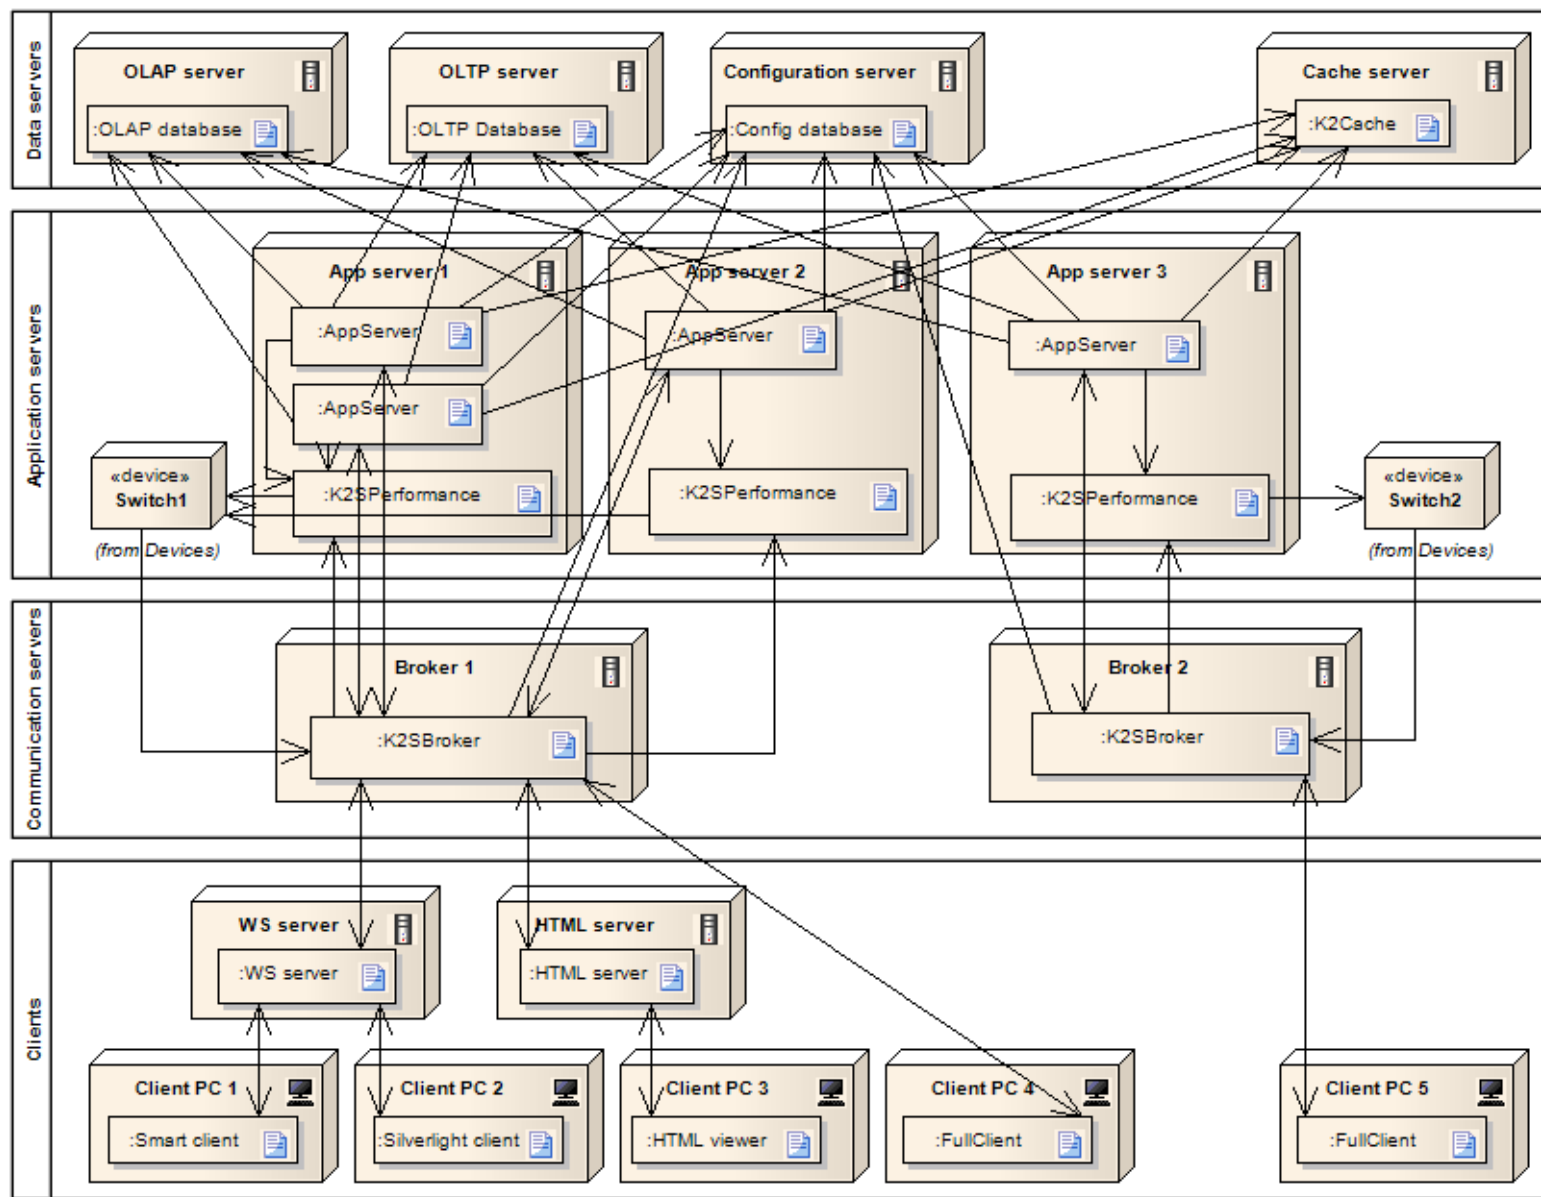 Data servers
OLAP server
:OLAP database
OLTP server
:OLTP Database
Configuration server
:Config database
Cache server
:K2Cache
Application servers
App server 1
:AppServer
:AppServer
:K2SPerformance
App server 2
:AppServer
:K2SPerformance
App server 3
:AppServer
:K2SPerformance
«device»
Switch1
(from Devices)
«device»
Switch2
(from Devices)
Communication servers
Broker 1
:K2SBroker
Broker 2
:K2SBroker
Clients
WS server
:WS server
HTML server
:HTML server
Client PC 1
:Smart client
Client PC 2
:Silverlight client
Client PC 3
:HTML viewer
Client PC 4
:FullClient
Client PC 5
:FullClient